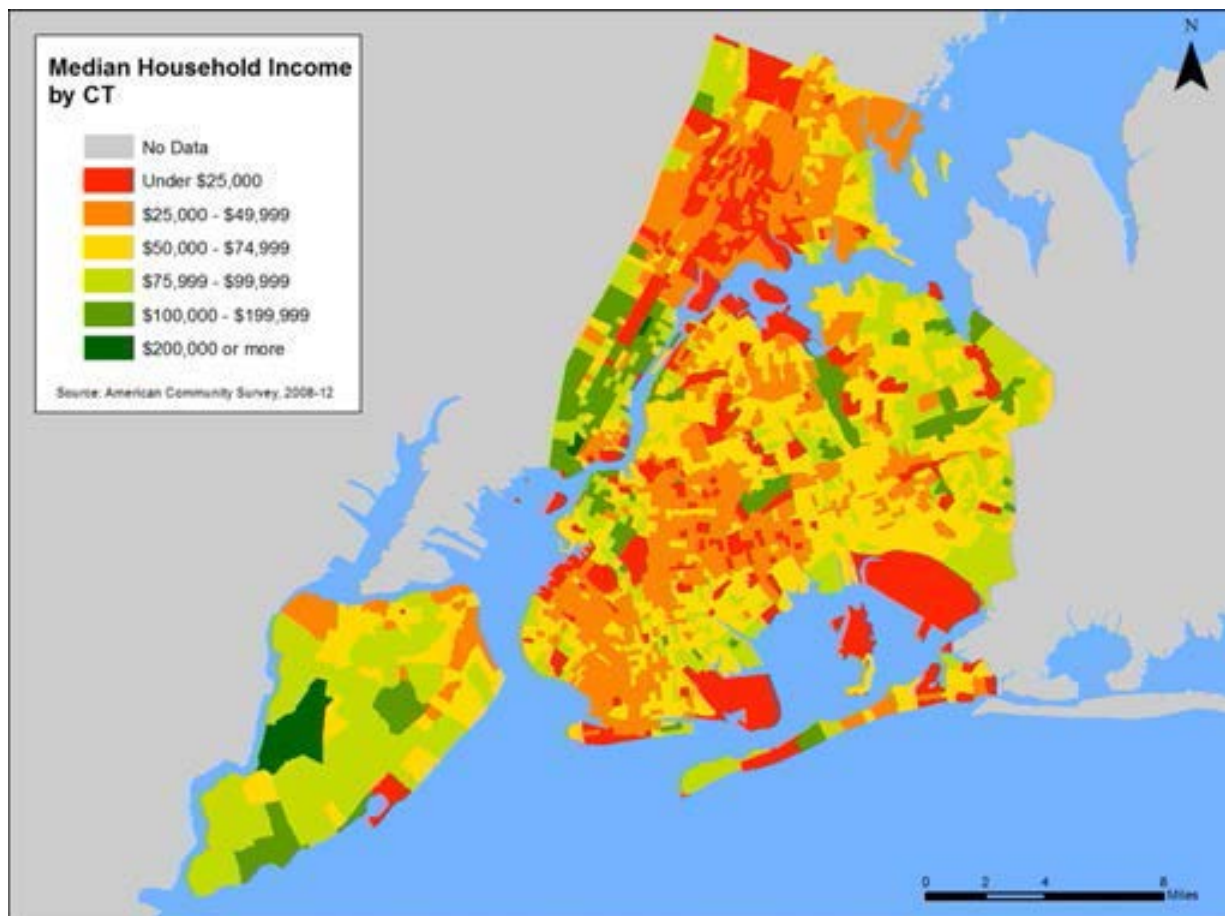 Median Household Income
by CT
No Data
Under $25,000
$25,000 - $49,999
$50,000 - $74,999
$75,999 - $99,999
$100,000 - $199,999
$200,000 or more
Source: American Community Survey, 2008-12
N
0 2 4 8
Miles